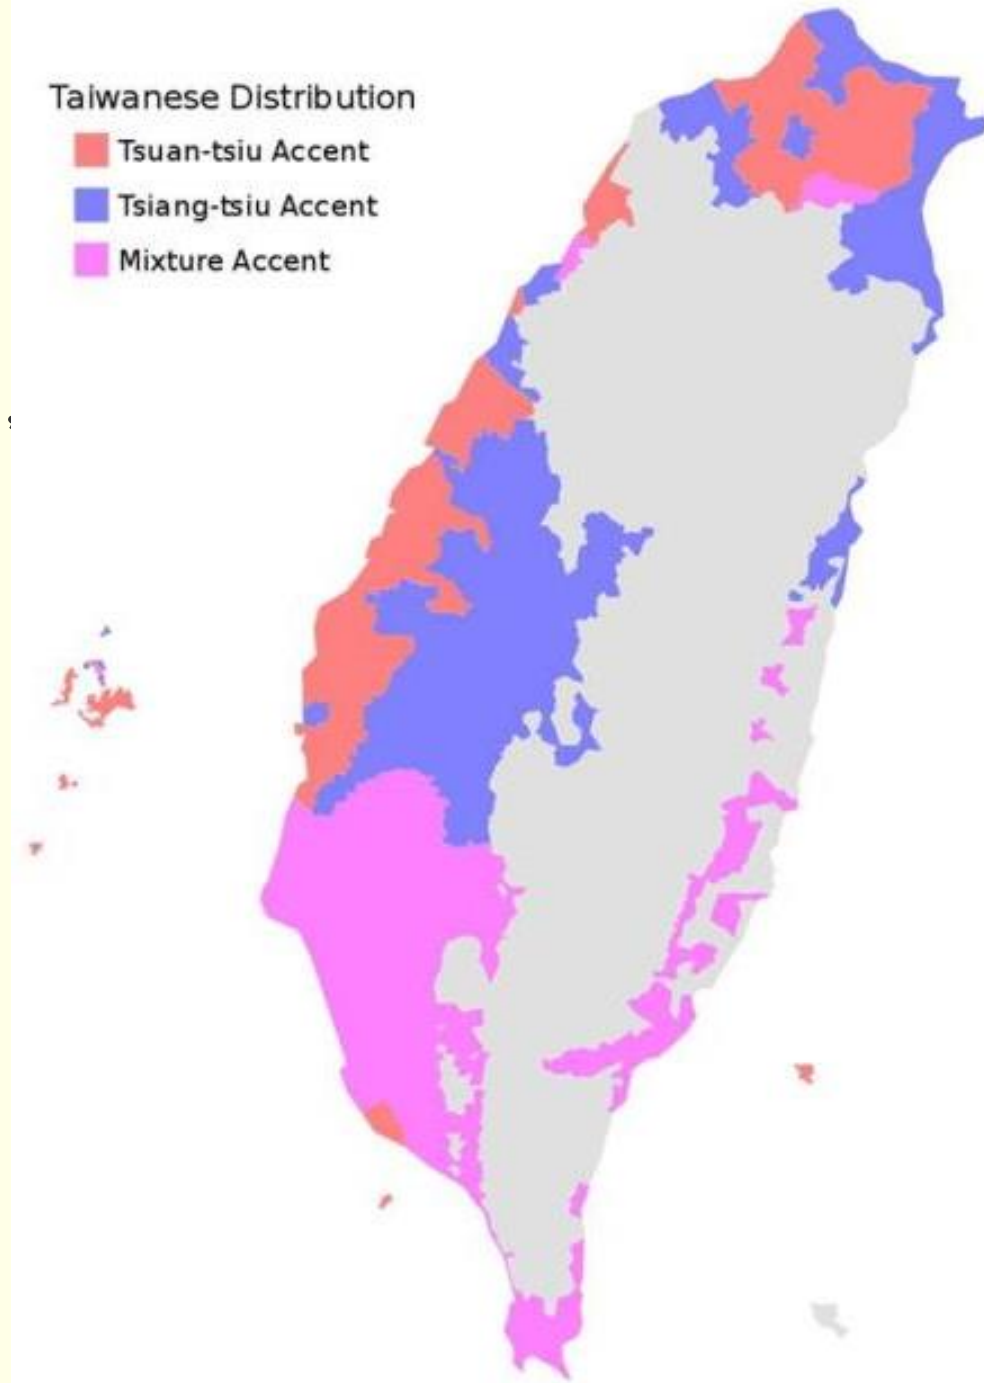 Taiwanese Distribution
Tsuan-tsiu Accent
Tsiang-tsiu Accent
Mixture Accent